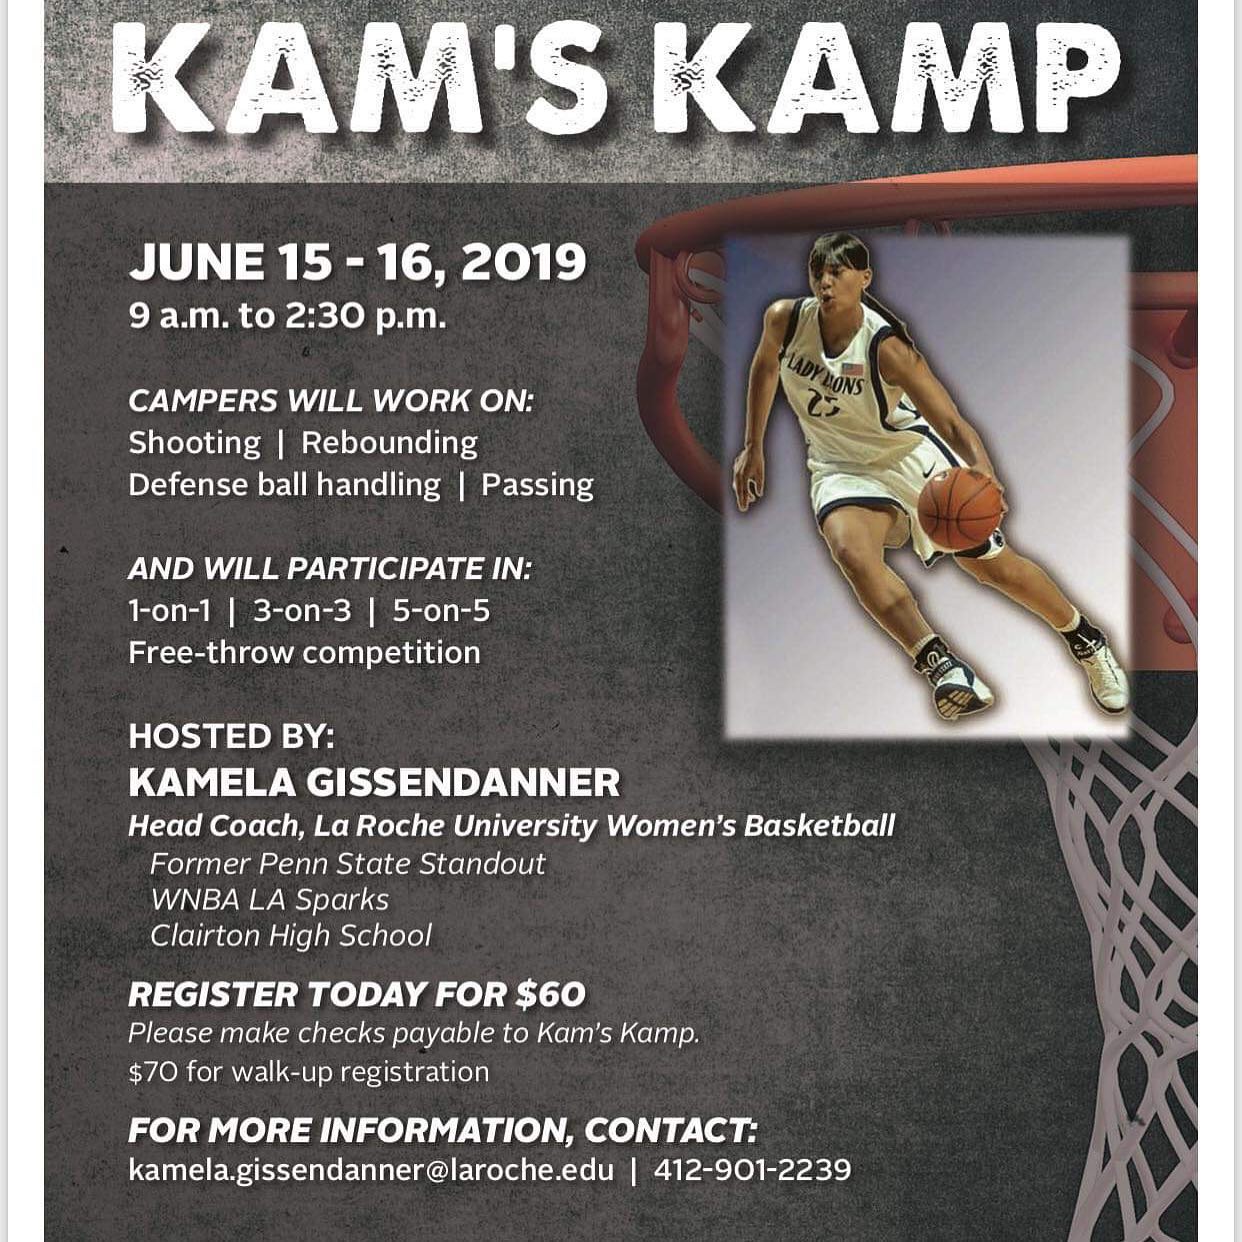 KAM'S KAMP
JUNE 15 - 16, 2019
9 a.m. to 2:30 p.m.
CAMPERS WILL WORK ON:
Shooting | Rebounding
Defense ball handling | Passing
AND WILL PARTICIPATE IN:
1-on-1 | 3-on-3 | 5-on-5
Free-throw competition
LADY LIONS
25
HOSTED BY:
KAMELA GISSENDANNER
Head Coach, La Roche University Women's Basketball
Former Penn State Standout
WNBA LA Sparks
Clairton High School
REGISTER TODAY FOR $60
Please make checks payable to Kam's Kamp.
$70 for walk-up registration
FOR MORE INFORMATION, CONTACT:
kamela.gissendanner@laroche.edu | 412-901-2239